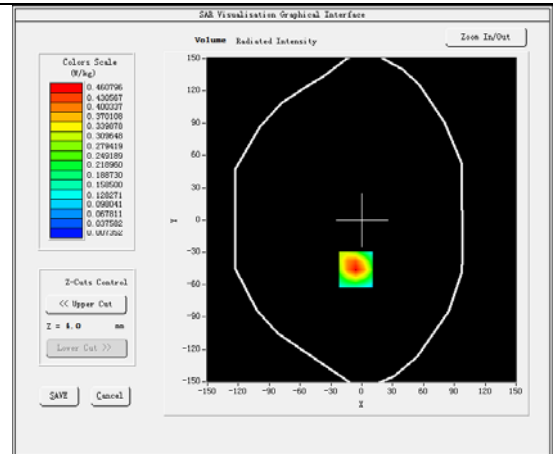 SAR Visualisation Graphical Interface
Volume Radiated Intensity
Zoom In/Out
Colors Scale
(W/kg)
0.460796
0.430567
0.400337
0.370108
0.339878
0.309648
0.279419
0.249189
0.218960
0.188730
0.158500
0.128271
0.098041
0.067811
0.037582
0.007352
Z-Cuts Control
<< Upper Cut
Z = 4.0 mm
Lower Cut >>
SAVE
Cancel
150
120
90
60
30
0
-30
-60
-90
-120
-150
Y
-150 -120 -90 -60 -30 0 30 60 90 120 150
X